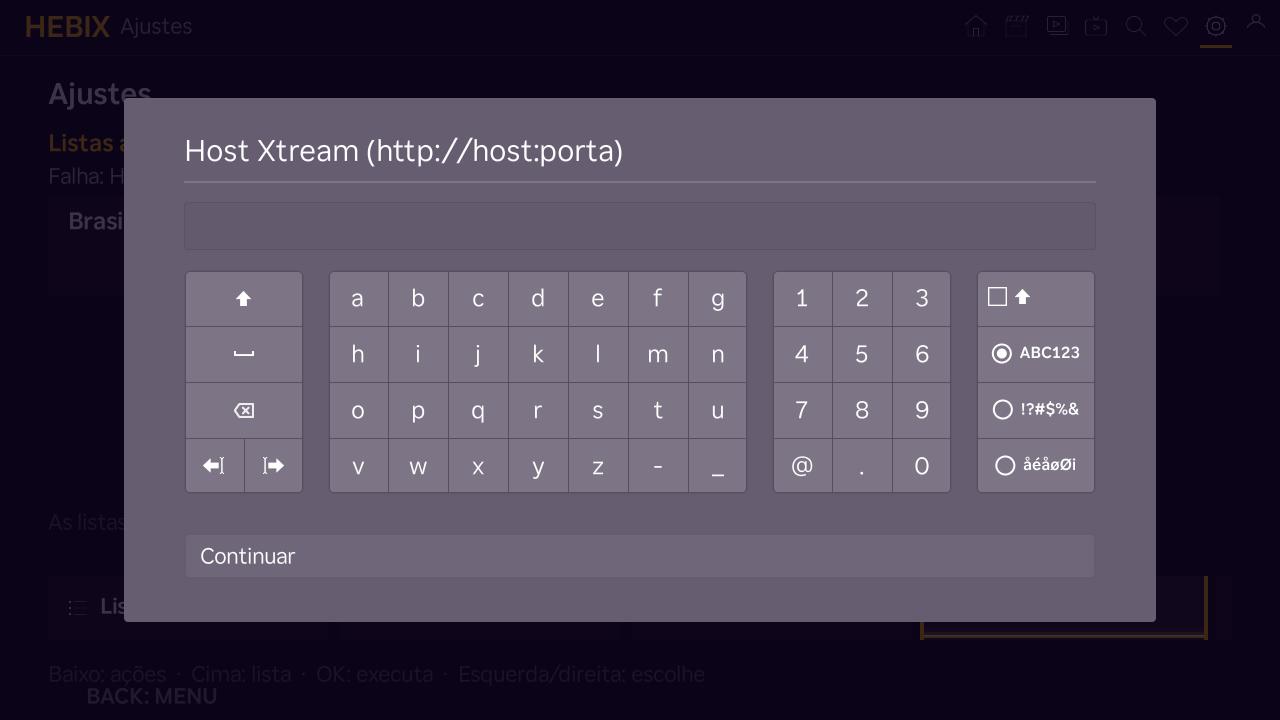 HEBIX Ajustes
Ajustes
Listas
Falha: H
Brasi
Host Xtream (http://host:porta)
a b c d e f g 1 2 3
h i j k l m n 4 5 6 ABC123
o p q r s t u 7 8 9 !?#$%&
v w x y z - _ @ . 0 åéåøØi
As listas
Continuar
Lis
Baixo: ações · Cima: lista · OK: executa · Esquerda/direita: escolhe
BACK: MENU